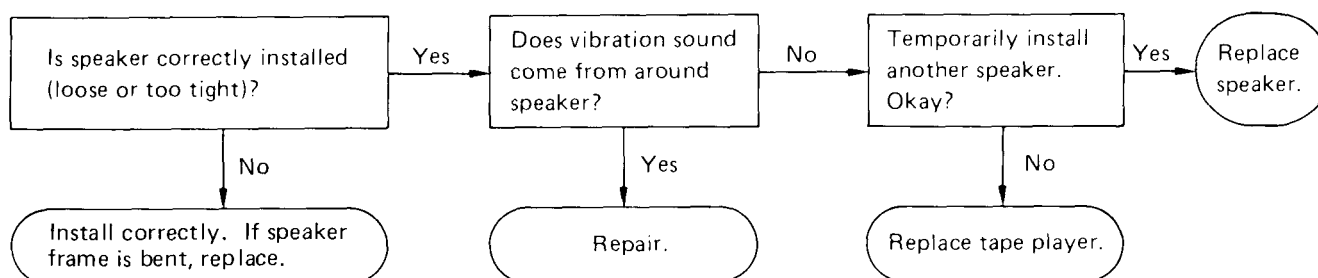 Is speaker correctly installed
(loose or too tight)?
Yes
Does vibration sound
come from around
speaker?
No
Temporarily install
another speaker.
Okay?
Yes
Replace
speaker.
No
Install correctly. If speaker
frame is bent, replace.
Yes
Repair.
No
Replace tape player.